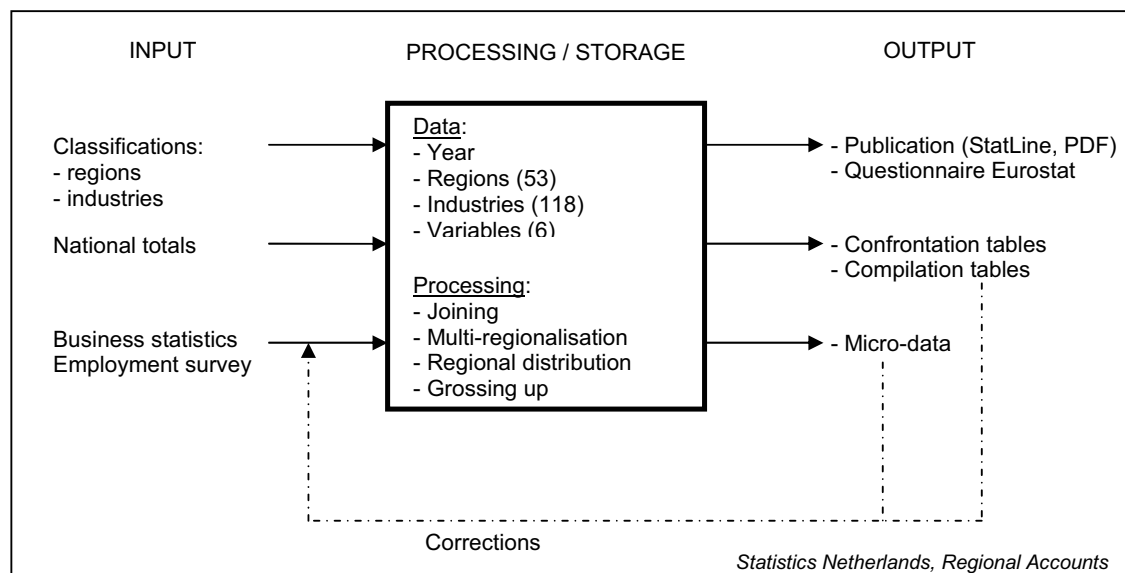 INPUT
PROCESSING / STORAGE
OUTPUT
Classifications:
- regions
- industries
National totals
Business statistics
Employment survey
Data:
- Year
- Regions (53)
- Industries (118)
- Variables (6)
Processing:
- Joining
- Multi-regionalisation
- Regional distribution
- Grossing up
- Publication (StatLine, PDF)
- Questionnaire Eurostat
- Confrontation tables
- Compilation tables
- Micro-data
Corrections
Statistics Netherlands, Regional Accounts